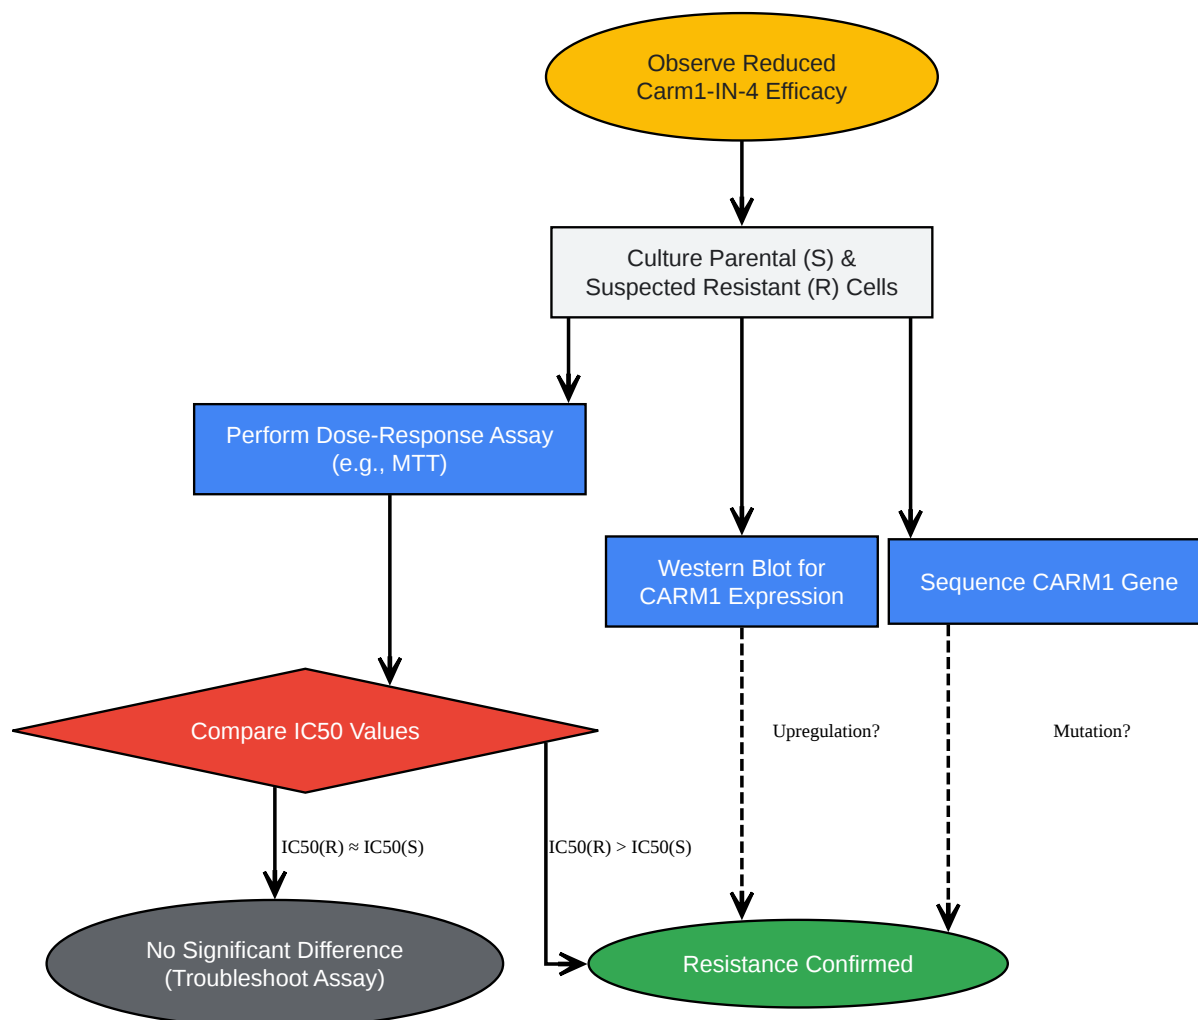 Observe Reduced
Carm1-IN-4 Efficacy
Culture Parental (S) &
Suspected Resistant (R) Cells
Perform Dose-Response Assay
(e.g., MTT)
Western Blot for
CARM1 Expression
Sequence CARM1 Gene
Compare IC50 Values
Upregulation?
Mutation?
IC50(R) ≈ IC50(S)
IC50(R) > IC50(S)
No Significant Difference
(Troubleshoot Assay)
Resistance Confirmed